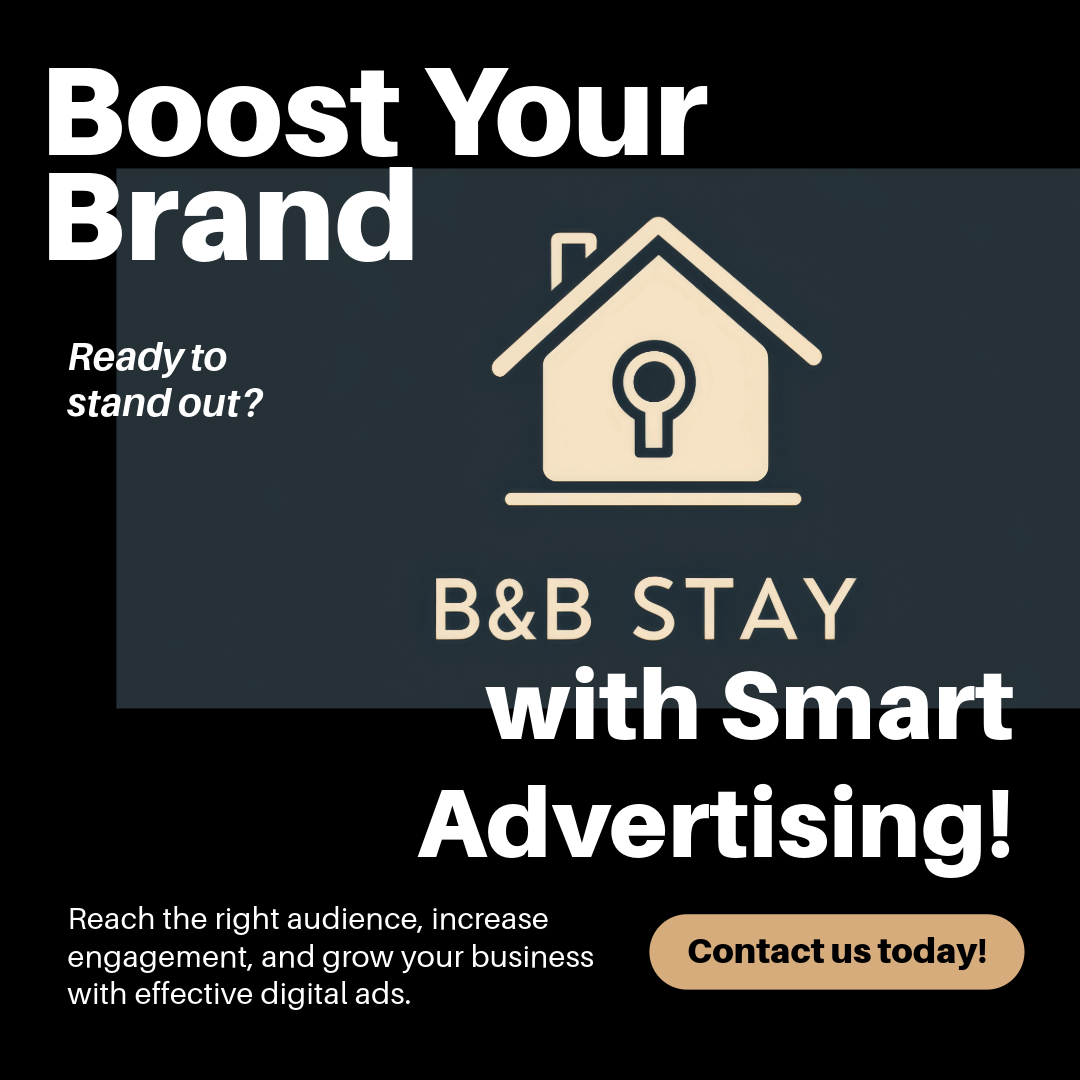 Boost Your
Brand
Ready to
stand out?
B&B STAY
with Smart
Advertising!
Reach the right audience, increase
engagement, and grow your business
with effective digital ads.
Contact us today!